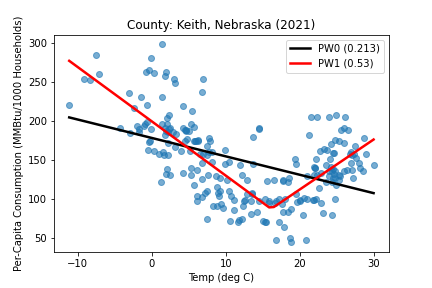 County: Keith, Nebraska (2021)
Per-Capita Consumption (MMBtu/1000 Households)
300
250
200
150
100
50
PW0 (0.213)
PW1 (0.53)
−10
0
10
20
30
Temp (deg C)